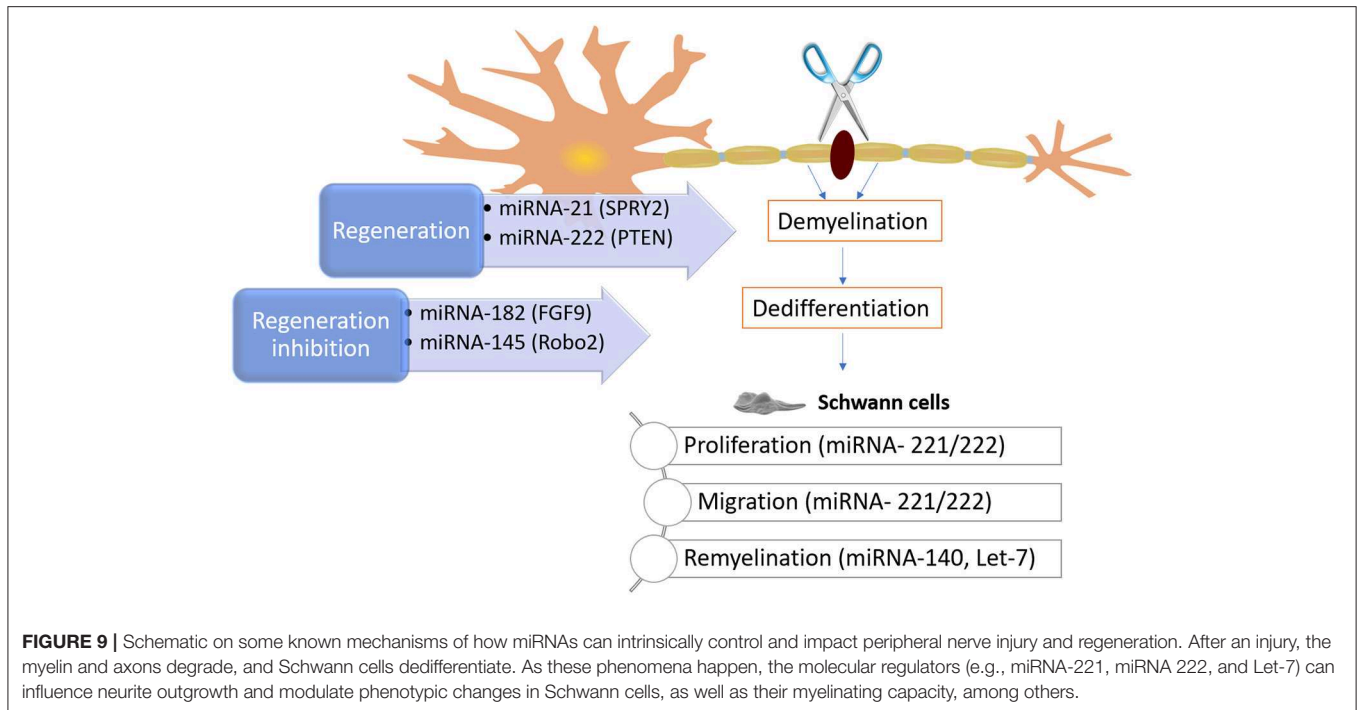 Regeneration
• miRNA-21 (SPRY2)
• miRNA-222 (PTEN)
Regeneration
inhibition
• miRNA-182 (FGF9)
• miRNA-145 (Robo2)
Demyelination
Dedifferentiation
Schwann cells
Proliferation (miRNA- 221/222)
Migration (miRNA- 221/222)
Remyelination (miRNA-140, Let-7)
FIGURE 9 | Schematic on some known mechanisms of how miRNAs can intrinsically control and impact peripheral nerve injury and regeneration. After an injury, the
myelin and axons degrade, and Schwann cells dedifferentiate. As these phenomena happen, the molecular regulators (e.g., miRNA-221, miRNA 222, and Let-7) can
influence neurite outgrowth and modulate phenotypic changes in Schwann cells, as well as their myelinating capacity, among others.